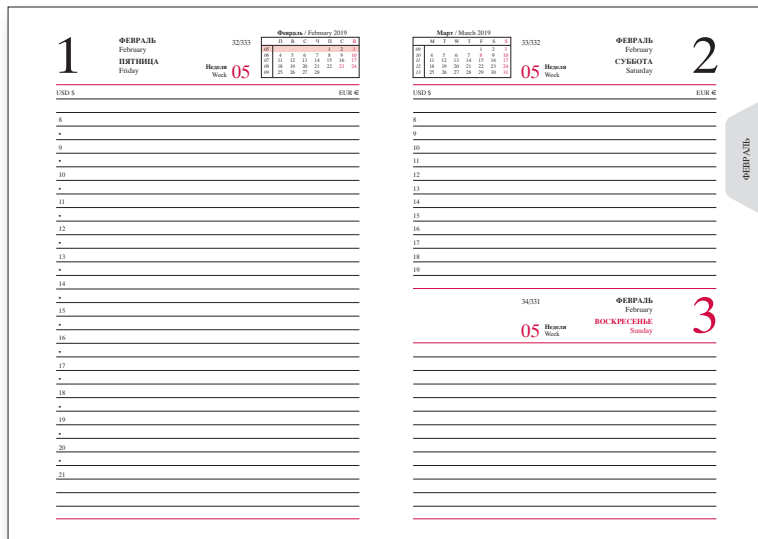 1
ФЕВРАЛЬ
February
ПЯТНИЦА
Friday
32/333
Неделя
Week
05
Февраль / February 2019
П В С Ч П С В
05 1 2 3
06 4 5 6 7 8 9 10
07 11 12 13 14 15 16 17
08 18 19 20 21 22 23 24
09 25 26 27 28
USD $ EUR €
8
•
9
•
10
•
11
•
12
•
13
•
14
•
15
•
16
•
17
•
18
•
19
•
20
•
21
Март / March 2019
M T W T F S S
09 1 2 3
10 4 5 6 7 8 9 10
11 11 12 13 14 15 16 17
12 18 19 20 21 22 23 24
13 25 26 27 28 29 30 31
33/332
05
Неделя
Week
ФЕВРАЛЬ
February
СУББОТА
Saturday
2
USD $ EUR €
8
9
10
11
12
13
14
15
16
17
18
19
34/331
05
Неделя
Week
ФЕВРАЛЬ
February
ВОСКРЕСЕНЬЕ
Sunday
3
ФЕВРАЛЬ